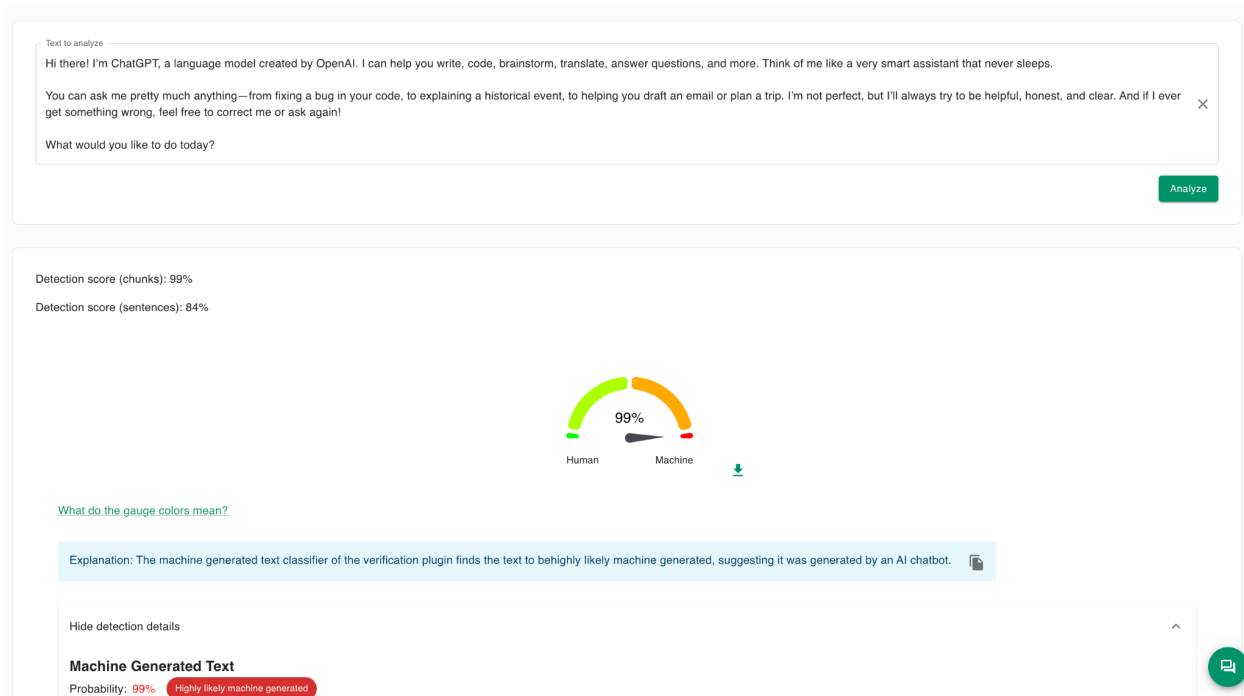 Text to analyze
Hi there! I'm ChatGPT, a language model created by OpenAI. I can help you write, code, brainstorm, translate, answer questions, and more. Think of me like a very smart assistant that never sleeps.
You can ask me pretty much anything—from fixing a bug in your code, to explaining a historical event, to helping you draft an email or plan a trip. I'm not perfect, but I'll always try to be helpful, honest, and clear. And if I ever
get something wrong, feel free to correct me or ask again!
What would you like to do today?
Analyze
Detection score (chunks): 99%
Detection score (sentences): 84%
99%
Human Machine
What do the gauge colors mean?
Explanation: The machine generated text classifier of the verification plugin finds the text to behighly likely machine generated, suggesting it was generated by an AI chatbot.
Hide detection details
Machine Generated Text
Probability: 99% Highly likely machine generated